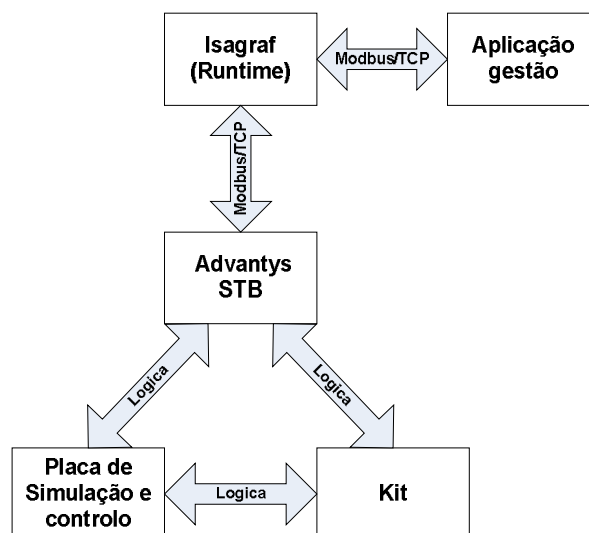 Isagraf
(Runtime)
Modbus/TCP
Aplicação
gestão
Modbus/TCP
Advantys
STB
Logica
Logica
Placa de
Simulação e
controlo
Logica
Kit